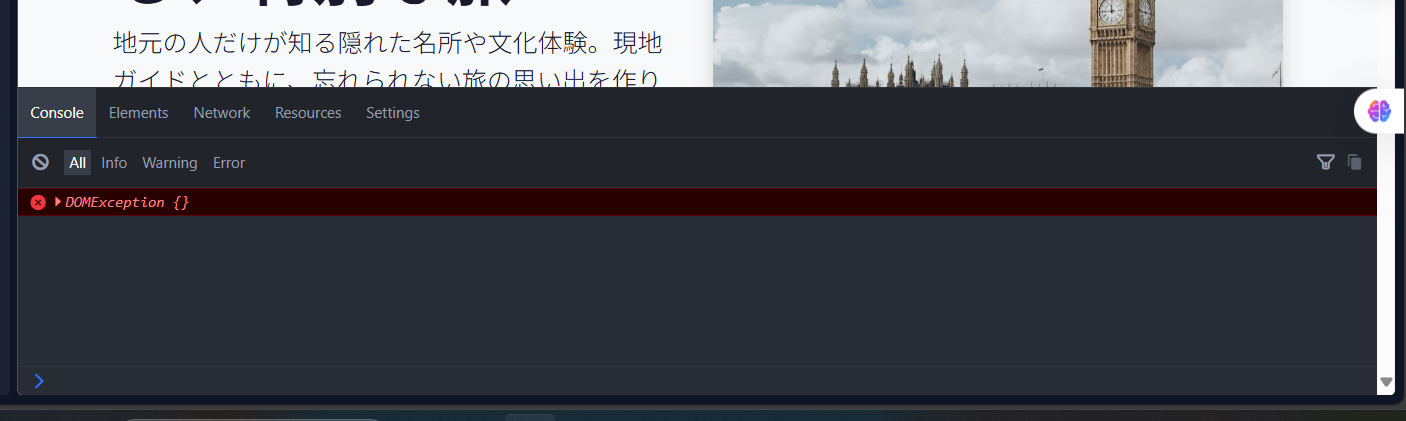 地元の人だけが知る隠れた名所や文化体験。現地
ガイドとともに、忘れられない旅の思い出を作り
Console Elements Network Resources Settings
All Info Warning Error
DOMException {}